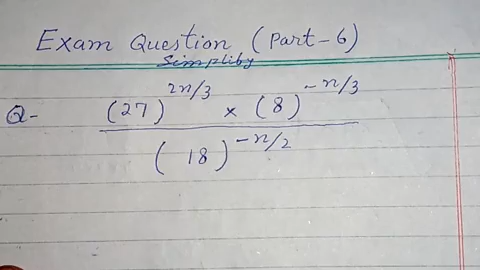 Exam Question (Part-6)
Simplify
Q- (27)^{2n/3} × (8)^{-n/3}
(18)^{-n/2}